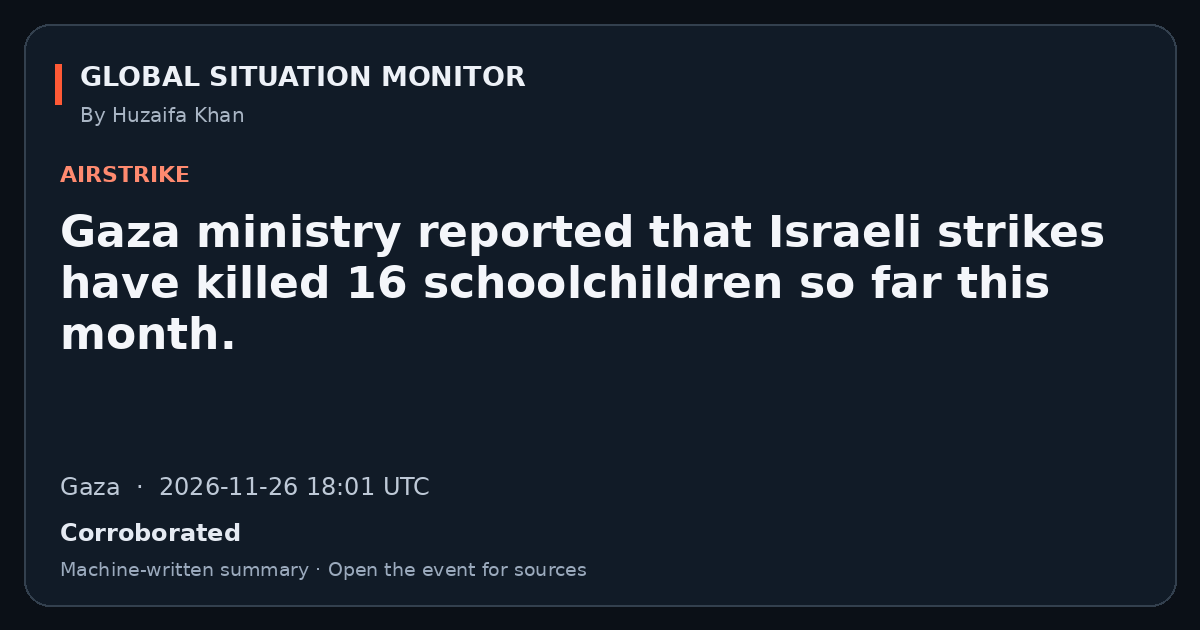 GLOBAL SITUATION MONITOR
By Huzaifa Khan
AIRSTRIKE
Gaza ministry reported that Israeli strikes
have killed 16 schoolchildren so far this
month.
Gaza · 2026-11-26 18:01 UTC
Corroborated
Machine-written summary · Open the event for sources